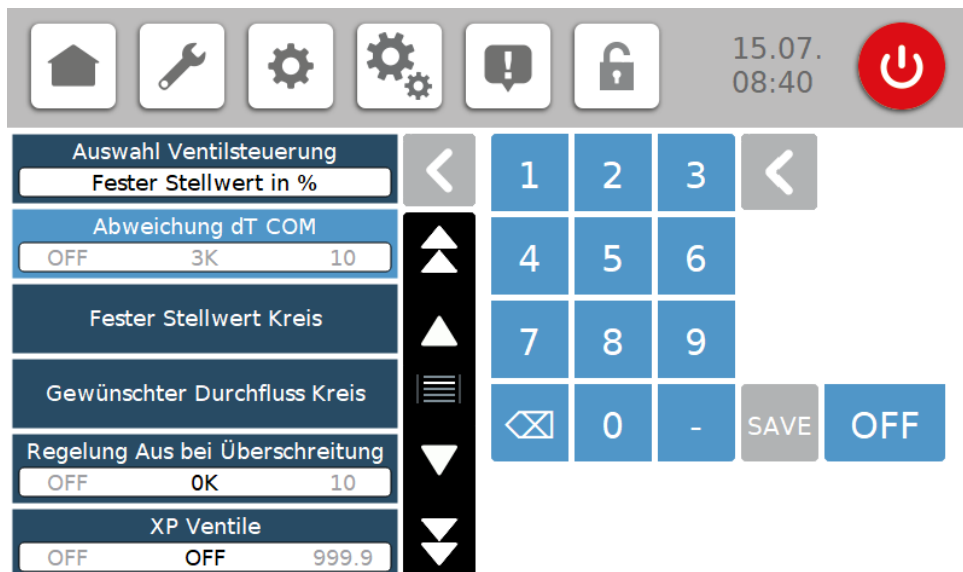 15.07.
08:40
Auswahl Ventilsteuerung
Fester Stellwert in %
Abweichung dT COM
OFF 3K 10
Fester Stellwert Kreis
Gewünschter Durchfluss Kreis
Regelung Aus bei Überschreitung
OFF 0K 10
XP Ventile
OFF OFF 999.9
1 2 3
4 5 6
7 8 9
0 - SAVE OFF